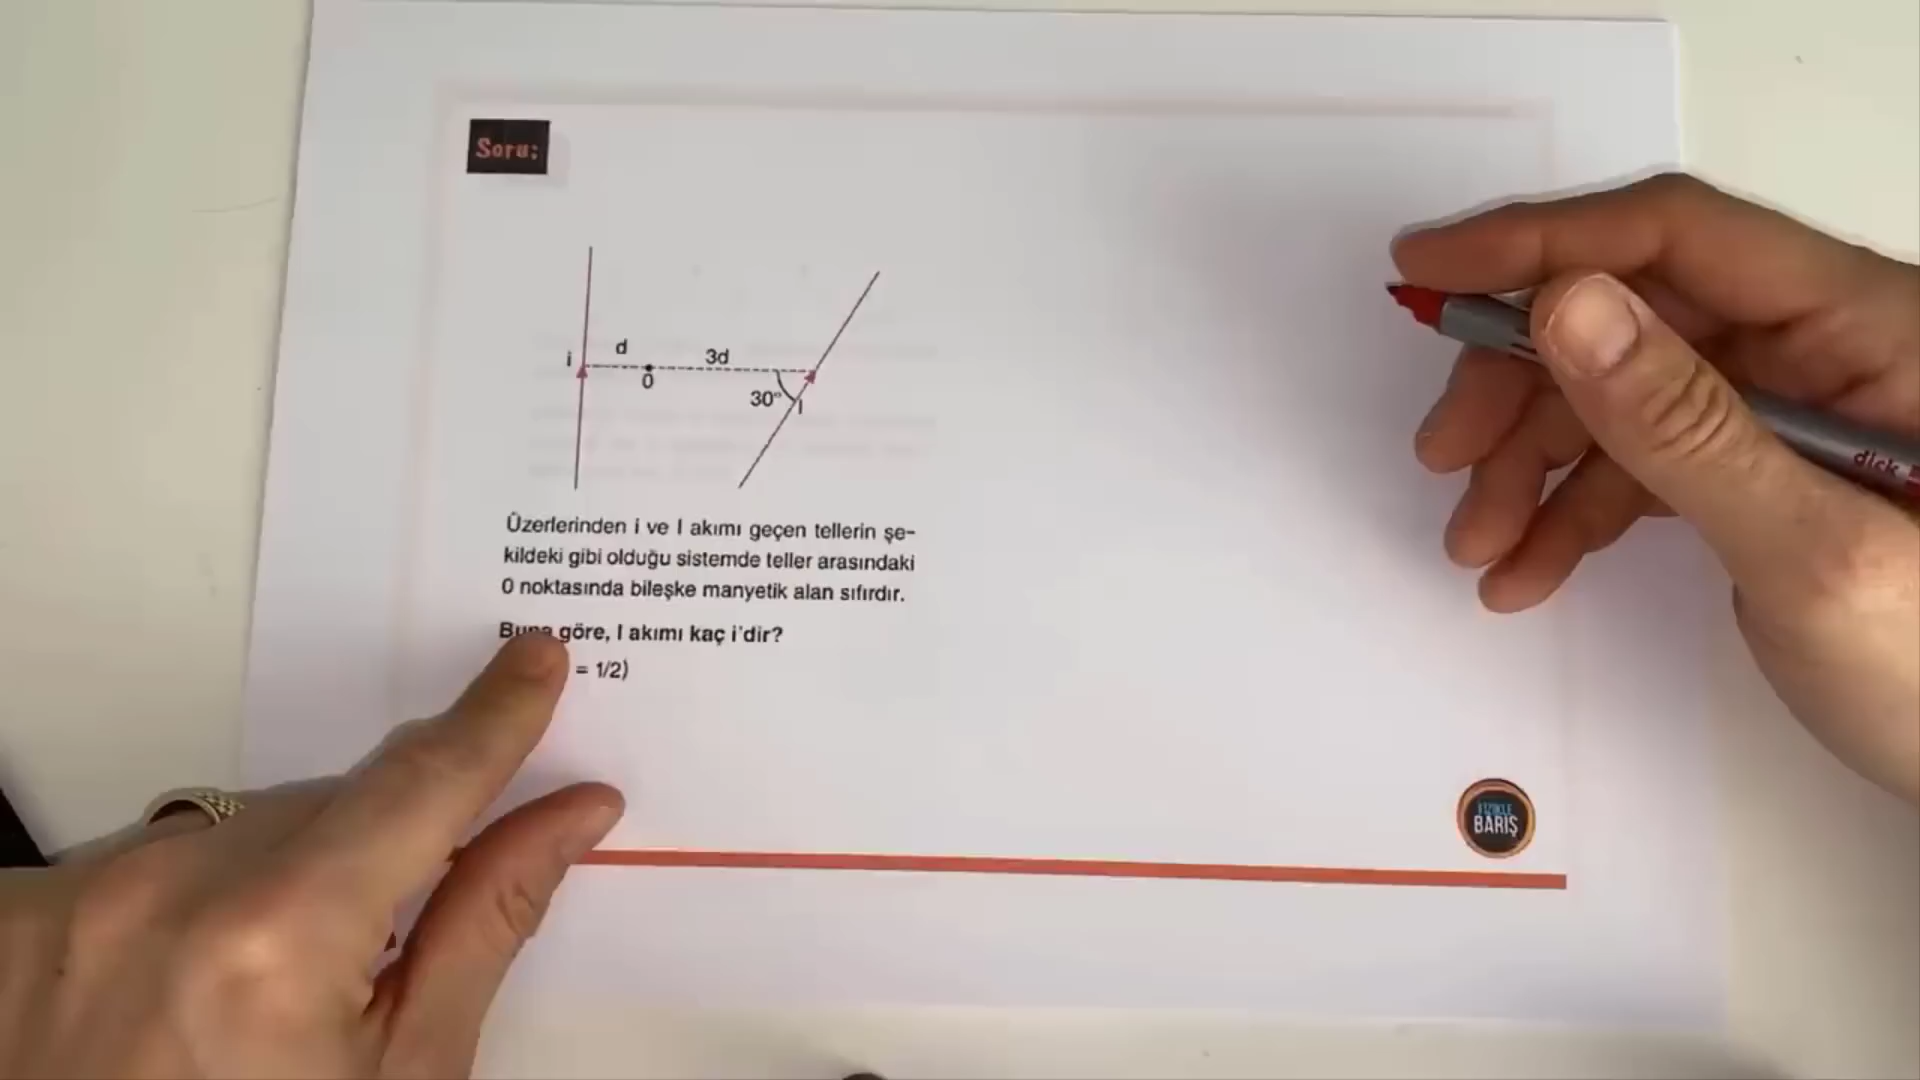 Soru:
i
d
0
3d
30°
I
Üzerlerinden i ve I akımı geçen tellerin şe-
kildeki gibi olduğu sistemde teller arasındaki
0 noktasında bileşke manyetik alan sıfırdır.
Buna göre, I akımı kaç i'dir?
= 1/2)
FİZİKLE
BARIŞ
dick